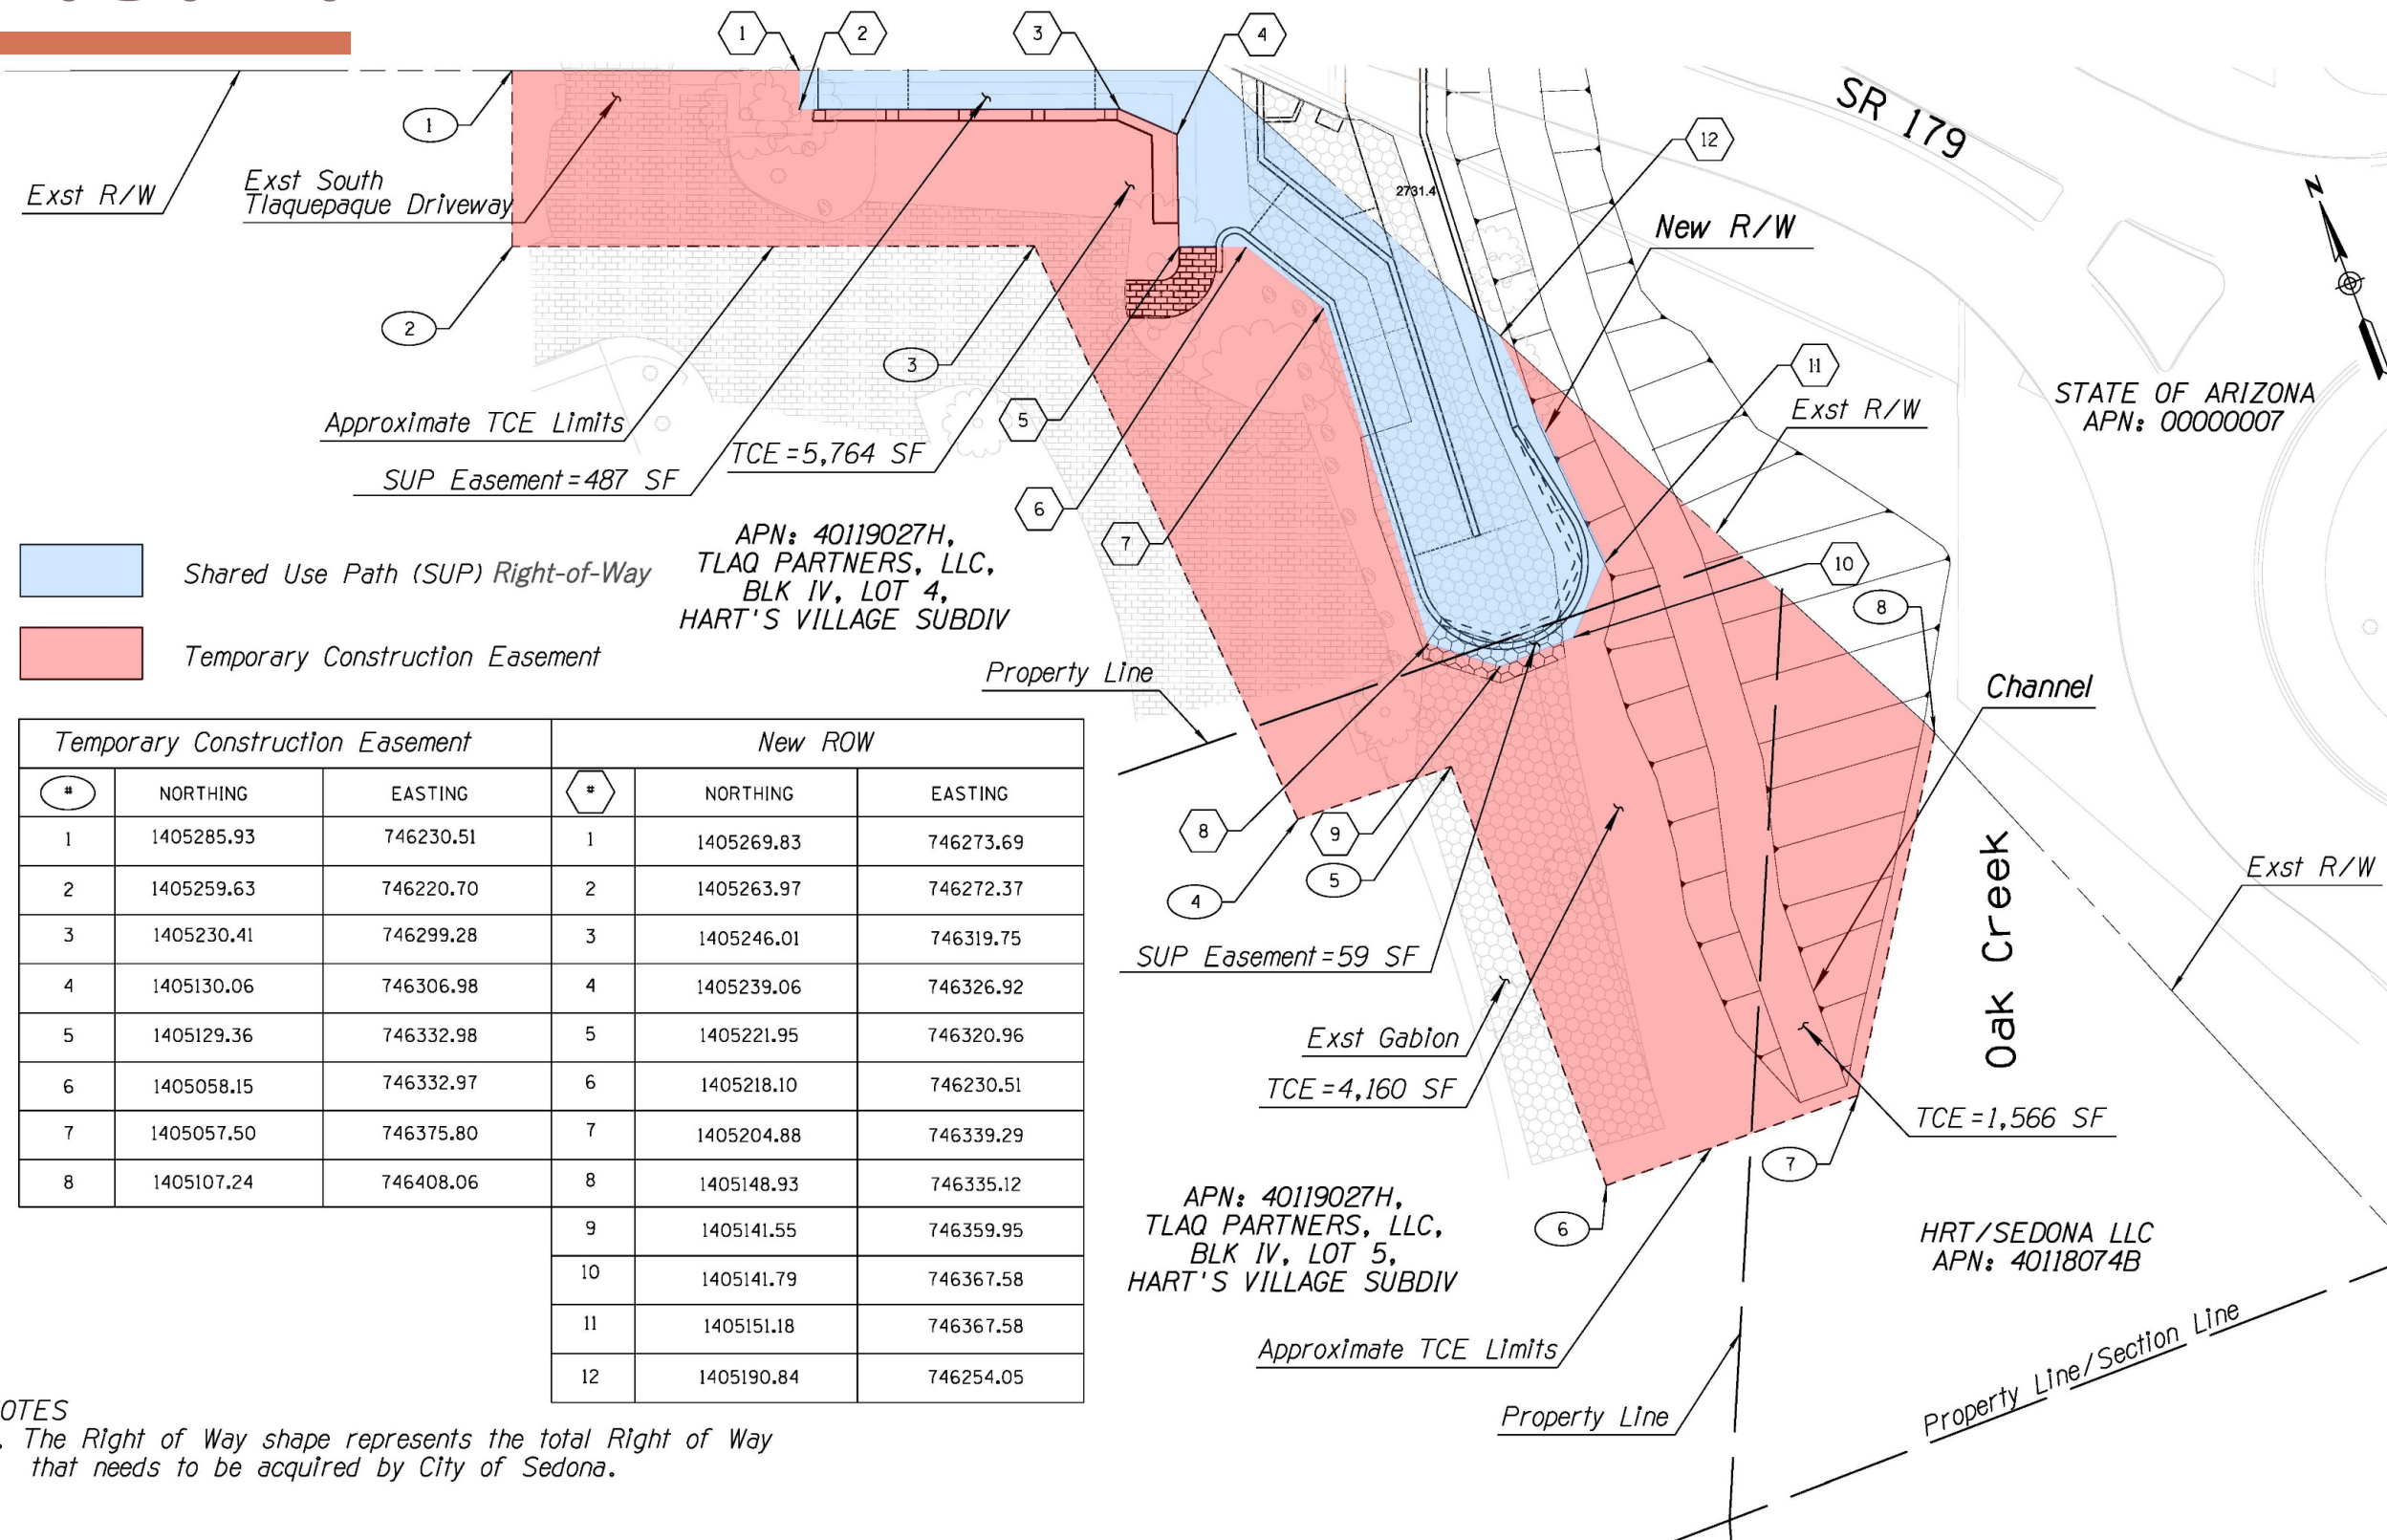 1
2
3
4
SR 179
12
N
1
Exst R/W
Exst South
Tlaquepaque Driveway
2731.4
New R/W
2
3
11
Exst R/W
STATE OF ARIZONA
APN: 00000007
Approximate TCE Limits
5
TCE = 5,764 SF
SUP Easement = 487 SF
6
7
10
8
Shared Use Path (SUP) Right-of-Way
APN: 40119027H,
TLAQ PARTNERS, LLC,
BLK IV, LOT 4,
HART'S VILLAGE SUBDIV
Temporary Construction Easement
Property Line
Channel
Temporary Construction Easement New ROW
# NORTHING EASTING # NORTHING EASTING
1 1405285.93 746230.51 1 1405269.83 746273.69
2 1405259.63 746220.70 2 1405263.97 746272.37
3 1405230.41 746299.28 3 1405246.01 746319.75
4 1405130.06 746306.98 4 1405239.06 746326.92
5 1405129.36 746332.98 5 1405221.95 746320.96
6 1405058.15 746332.97 6 1405218.10 746230.51
7 1405057.50 746375.80 7 1405204.88 746339.29
8 1405107.24 746408.06 8 1405148.93 746335.12
9 1405141.55 746359.95
10 1405141.79 746367.58
11 1405151.18 746367.58
12 1405190.84 746254.05
8
9
5
4
Oak Creek
Exst R/W
SUP Easement = 59 SF
Exst Gabion
TCE = 4,160 SF
TCE = 1,566 SF
7
6
APN: 40119027H,
TLAQ PARTNERS, LLC,
BLK IV, LOT 5,
HART'S VILLAGE SUBDIV
HRT/SEDONA LLC
APN: 40118074B
Approximate TCE Limits
Property Line
Property Line/Section Line
OTES
. The Right of Way shape represents the total Right of Way
that needs to be acquired by City of Sedona.